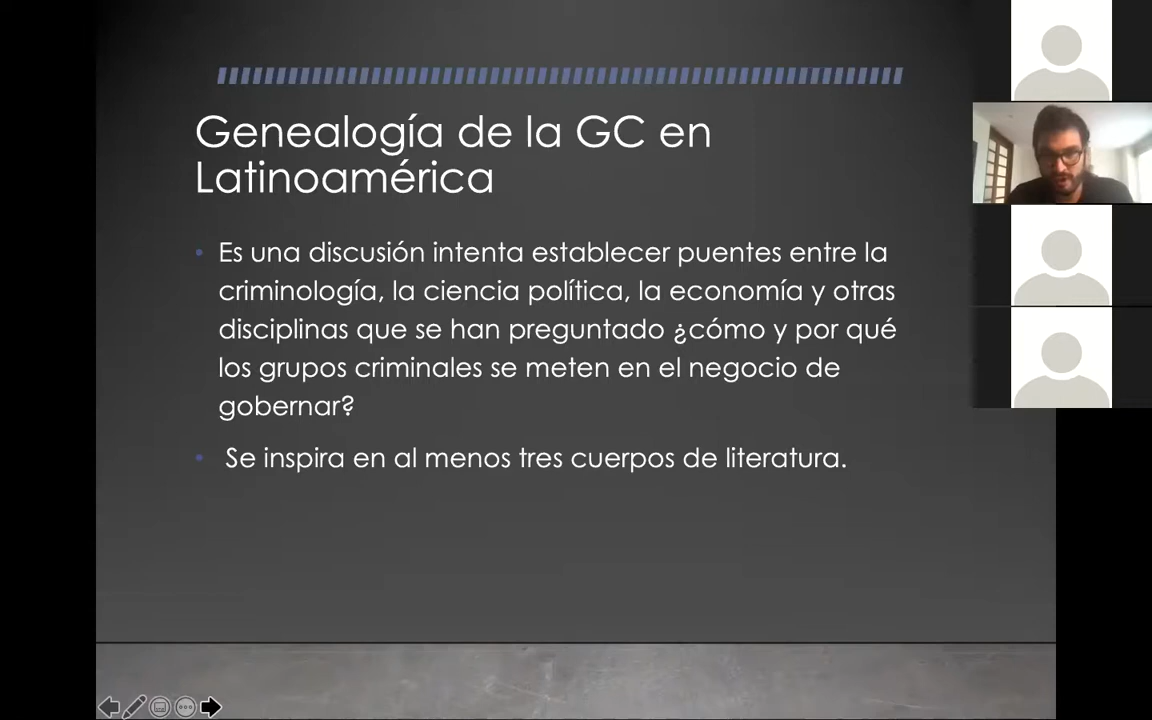 Genealogía de la GC en
Latinoamérica
• Es una discusión intenta establecer puentes entre la
criminología, la ciencia política, la economía y otras
disciplinas que se han preguntado ¿cómo y por qué
los grupos criminales se meten en el negocio de
gobernar?
• Se inspira en al menos tres cuerpos de literatura.